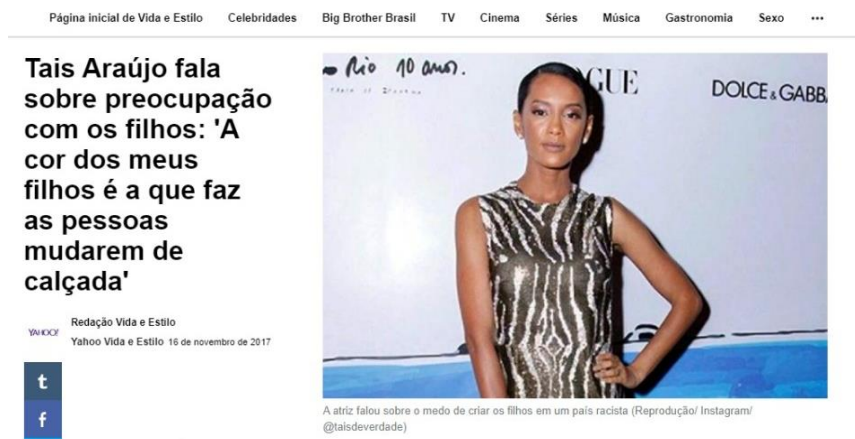 Página inicial de Vida e Estilo Celebridades Big Brother Brasil TV Cinema Séries Música Gastronomia Sexo •••
Tais Araújo fala
sobre preocupação
com os filhos: 'A
cor dos meus
filhos é a que faz
as pessoas
mudarem de
calçada'
YAHOO!
Redação Vida e Estilo
Yahoo Vida e Estilo 16 de novembro de 2017
t
f
Rio 10 anos.
GUE
DOLCE & GABB
A atriz falou sobre o medo de criar os filhos em um país racista (Reprodução/ Instagram/
@taisdeverdade)